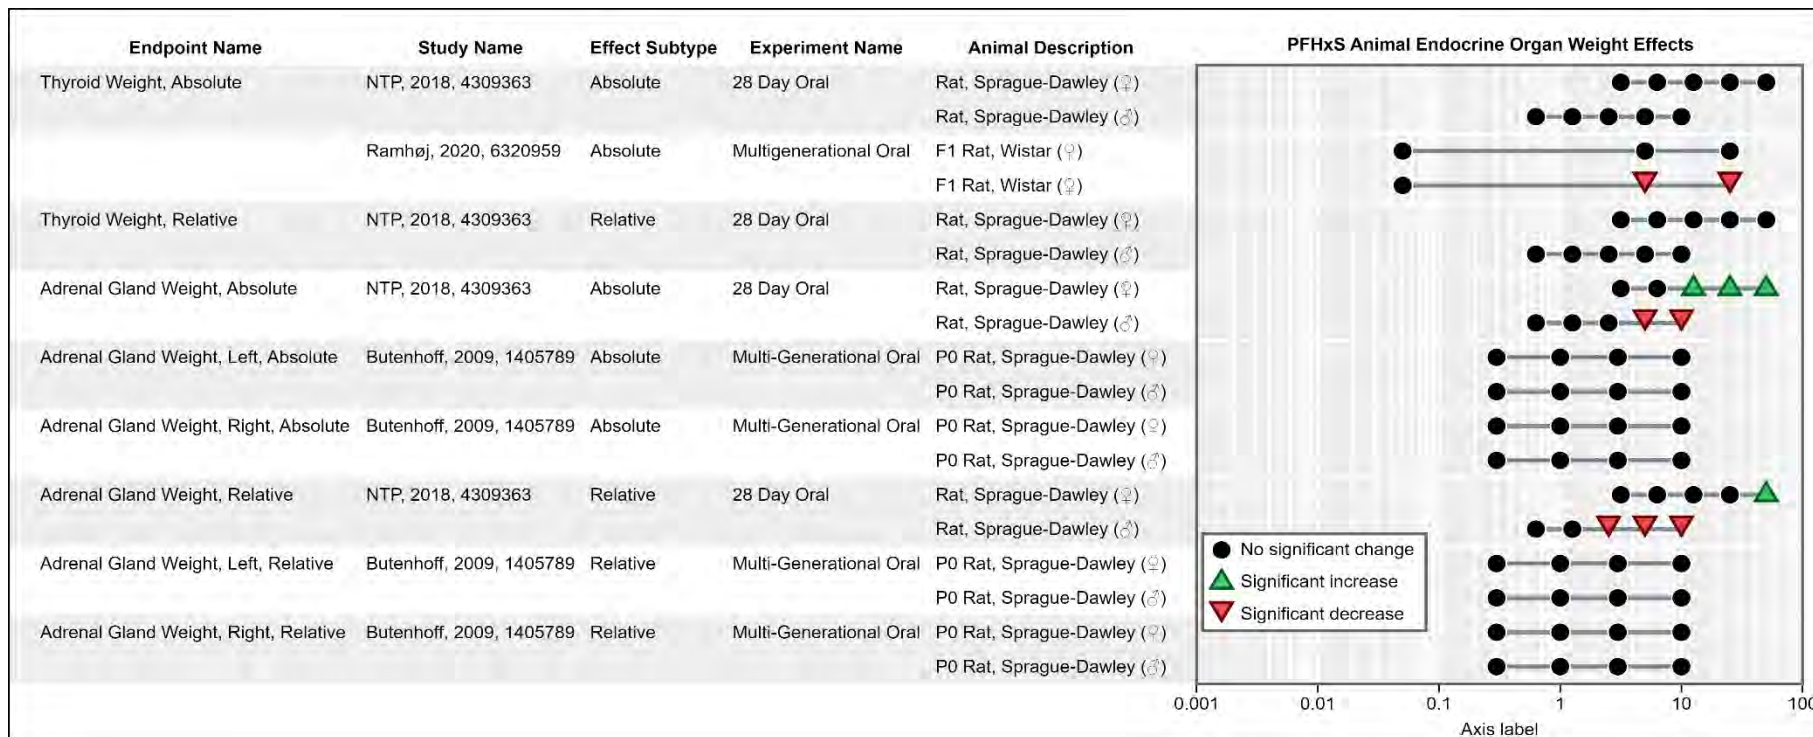 Endpoint Name Study Name Effect Subtype Experiment Name Animal Description PFHxS Animal Endocrine Organ Weight Effects
Thyroid Weight, Absolute NTP, 2018, 4309363 Absolute 28 Day Oral Rat, Sprague-Dawley (♀)
Rat, Sprague-Dawley (♂)
Ramhøj, 2020, 6320959 Absolute Multigenerational Oral F1 Rat, Wistar (♀)
F1 Rat, Wistar (♀)
Thyroid Weight, Relative NTP, 2018, 4309363 Relative 28 Day Oral Rat, Sprague-Dawley (♀)
Rat, Sprague-Dawley (♂)
Adrenal Gland Weight, Absolute NTP, 2018, 4309363 Absolute 28 Day Oral Rat, Sprague-Dawley (♀)
Rat, Sprague-Dawley (♂)
Adrenal Gland Weight, Left, Absolute Butenhoff, 2009, 1405789 Absolute Multi-Generational Oral P0 Rat, Sprague-Dawley (♀)
P0 Rat, Sprague-Dawley (♂)
Adrenal Gland Weight, Right, Absolute Butenhoff, 2009, 1405789 Absolute Multi-Generational Oral P0 Rat, Sprague-Dawley (♀)
P0 Rat, Sprague-Dawley (♂)
Adrenal Gland Weight, Relative NTP, 2018, 4309363 Relative 28 Day Oral Rat, Sprague-Dawley (♀)
Rat, Sprague-Dawley (♂)
Adrenal Gland Weight, Left, Relative Butenhoff, 2009, 1405789 Relative Multi-Generational Oral P0 Rat, Sprague-Dawley (♀)
P0 Rat, Sprague-Dawley (♂)
Adrenal Gland Weight, Right, Relative Butenhoff, 2009, 1405789 Relative Multi-Generational Oral P0 Rat, Sprague-Dawley (♀)
P0 Rat, Sprague-Dawley (♂)
No significant change
Significant increase
Significant decrease
0.001 0.01 0.1 1 10 100
Axis label